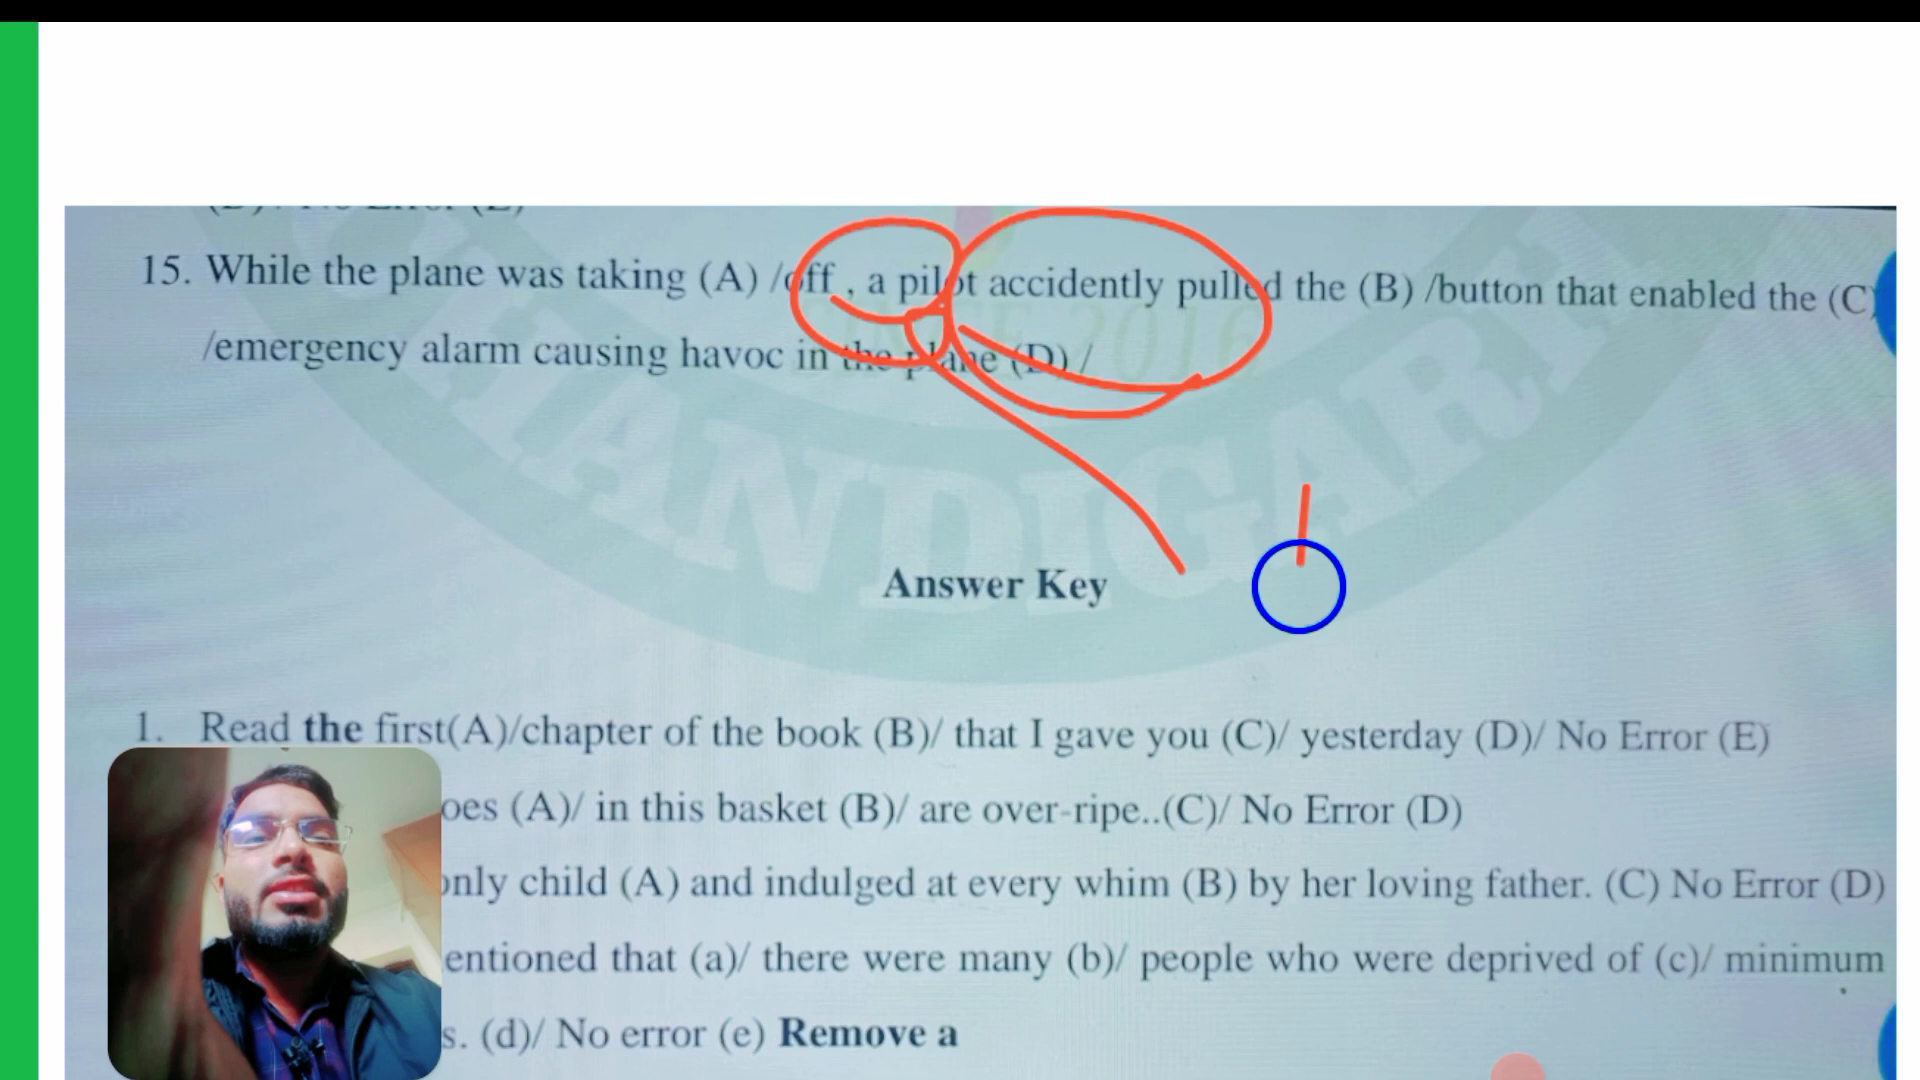 15. While the plane was taking (A) /off , a pilot accidently pulled the (B) /button that enabled the (C)
/emergency alarm causing havoc in the plane (D) /
2016
CHANDIGARH
Answer Key
1. Read the first(A)/chapter of the book (B)/ that I gave you (C)/ yesterday (D)/ No Error (E)
oes (A)/ in this basket (B)/ are over-ripe..(C)/ No Error (D)
only child (A) and indulged at every whim (B) by her loving father. (C) No Error (D)
entioned that (a)/ there were many (b)/ people who were deprived of (c)/ minimum
s. (d)/ No error (e) Remove a